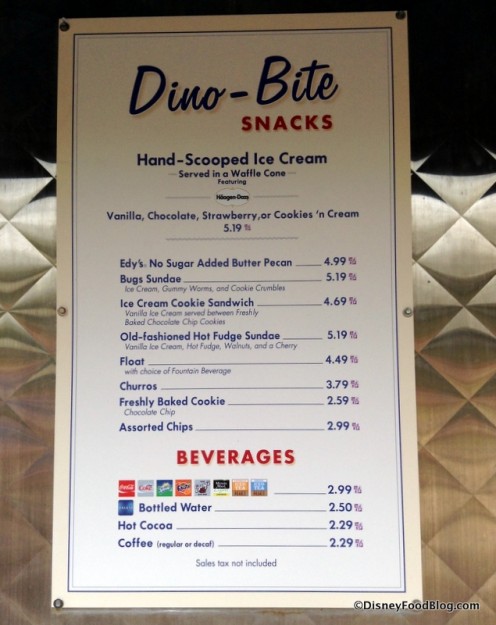 Dino-Bite
SNACKS
Hand-Scooped Ice Cream
Served in a Waffle Cone
Featuring
Häagen-Dazs
Vanilla, Chocolate, Strawberry, or Cookies 'n Cream
5.19
Edy's. No Sugar Added Butter Pecan 4.99
Bugs Sundae 5.19
Ice Cream, Gummy Worms, and Cookie Crumbles
Ice Cream Cookie Sandwich 4.69
Vanilla Ice Cream served between Freshly
Baked Chocolate Chip Cookies
Old-fashioned Hot Fudge Sundae 5.19
Vanilla Ice Cream, Hot Fudge, Walnuts, and a Cherry
Float 4.49
with choice of Fountain Beverage
Churros 3.79
Freshly Baked Cookie 2.59
Chocolate Chip
Assorted Chips 2.99
BEVERAGES
Coca-Cola 2.99
Bottled Water 2.50
Hot Cocoa 2.29
Coffee (regular or decaf) 2.29
Sales tax not included
©DisneyFoodBlog.com